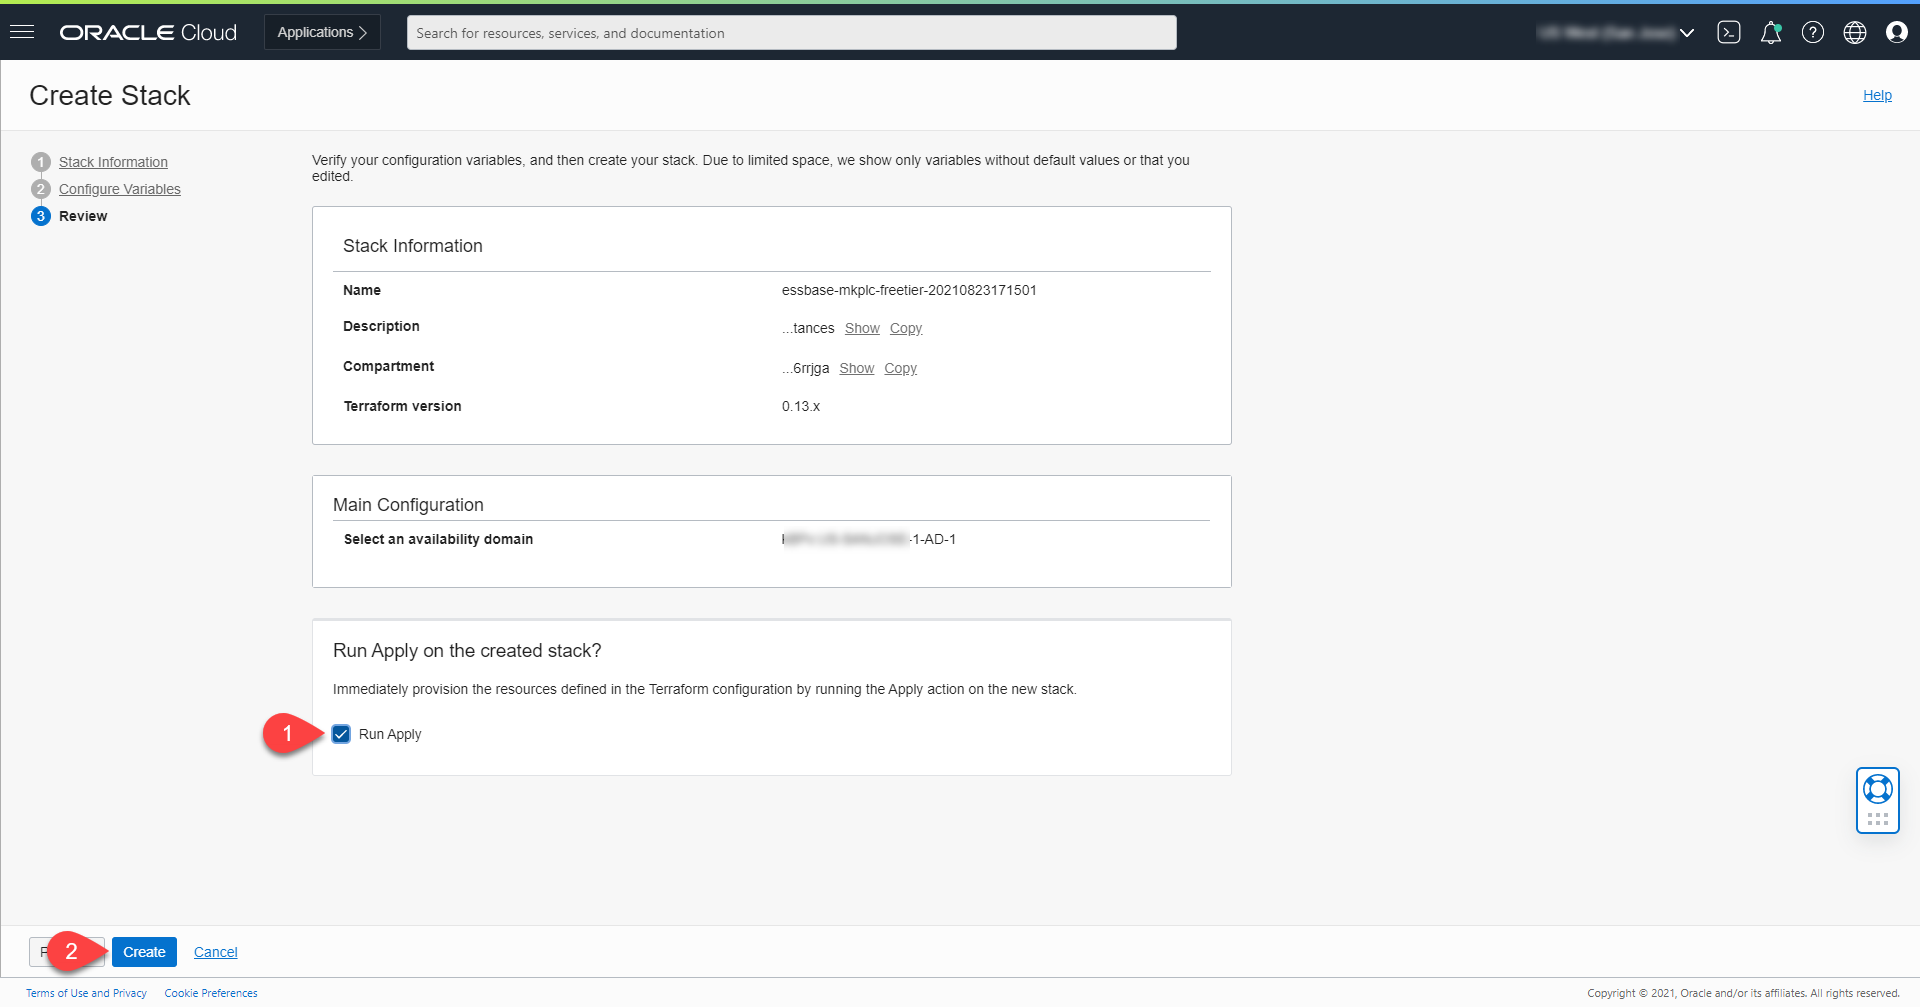 ORACLE Cloud
Applications
Search for resources, services, and documentation
Create Stack
Help
1 Stack Information
2 Configure Variables
3 Review
Verify your configuration variables, and then create your stack. Due to limited space, we show only variables without default values or that you
edited.
Stack Information
Name essbase-mkplc-freetier-20210823171501
Description ...tances Show Copy
Compartment ...6rrjga Show Copy
Terraform version 0.13.x
Main Configuration
Select an availability domain -1-AD-1
Run Apply on the created stack?
Immediately provision the resources defined in the Terraform configuration by running the Apply action on the new stack.
1 Run Apply
2 Create Cancel
Terms of Use and Privacy Cookie Preferences
Copyright © 2021, Oracle and/or its affiliates. All rights reserved.